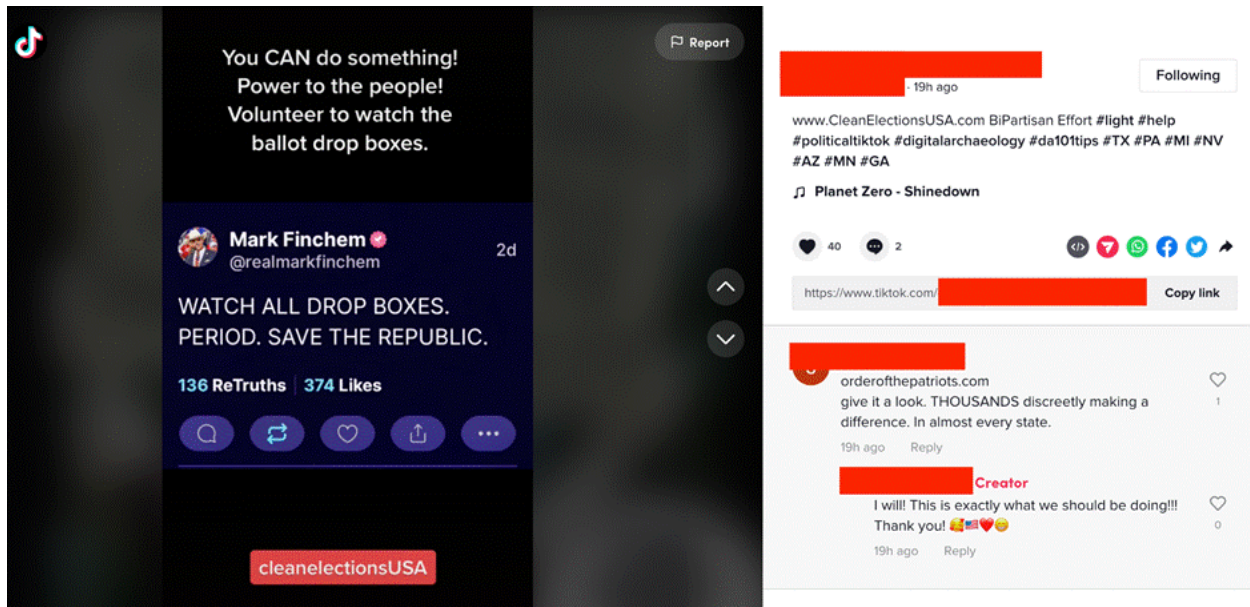 You CAN do something!
Power to the people!
Volunteer to watch the
ballot drop boxes.
Report
Mark Finchem
@realmarkfinchem
2d
WATCH ALL DROP BOXES.
PERIOD. SAVE THE REPUBLIC.
136 ReTruths 374 Likes
cleanelectionsUSA
- 19h ago
Following
www.CleanElectionsUSA.com BiPartisan Effort #light #help
#politicaltiktok #digitalarchaeology #da101tips #TX #PA #MI #NV
#AZ #MN #GA
Planet Zero - Shinedown
40
2
https://www.tiktok.com/
Copy link
orderofthepatriots.com
give it a look. THOUSANDS discreetly making a
difference. In almost every state.
1
19h ago Reply
Creator
I will! This is exactly what we should be doing!!!
Thank you! 🥰🇺🇸❤️😁
0
19h ago Reply